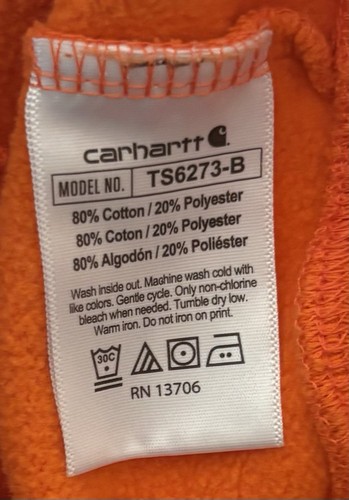 carhartt
MODEL NO. TS6273-B
80% Cotton / 20% Polyester
80% Coton / 20% Polyester
80% Algodón / 20% Poliéster
Wash inside out. Machine wash cold with
like colors. Gentle cycle. Only non-chlorine
bleach when needed. Tumble dry low.
Warm iron. Do not iron on print.
30C
RN 13706